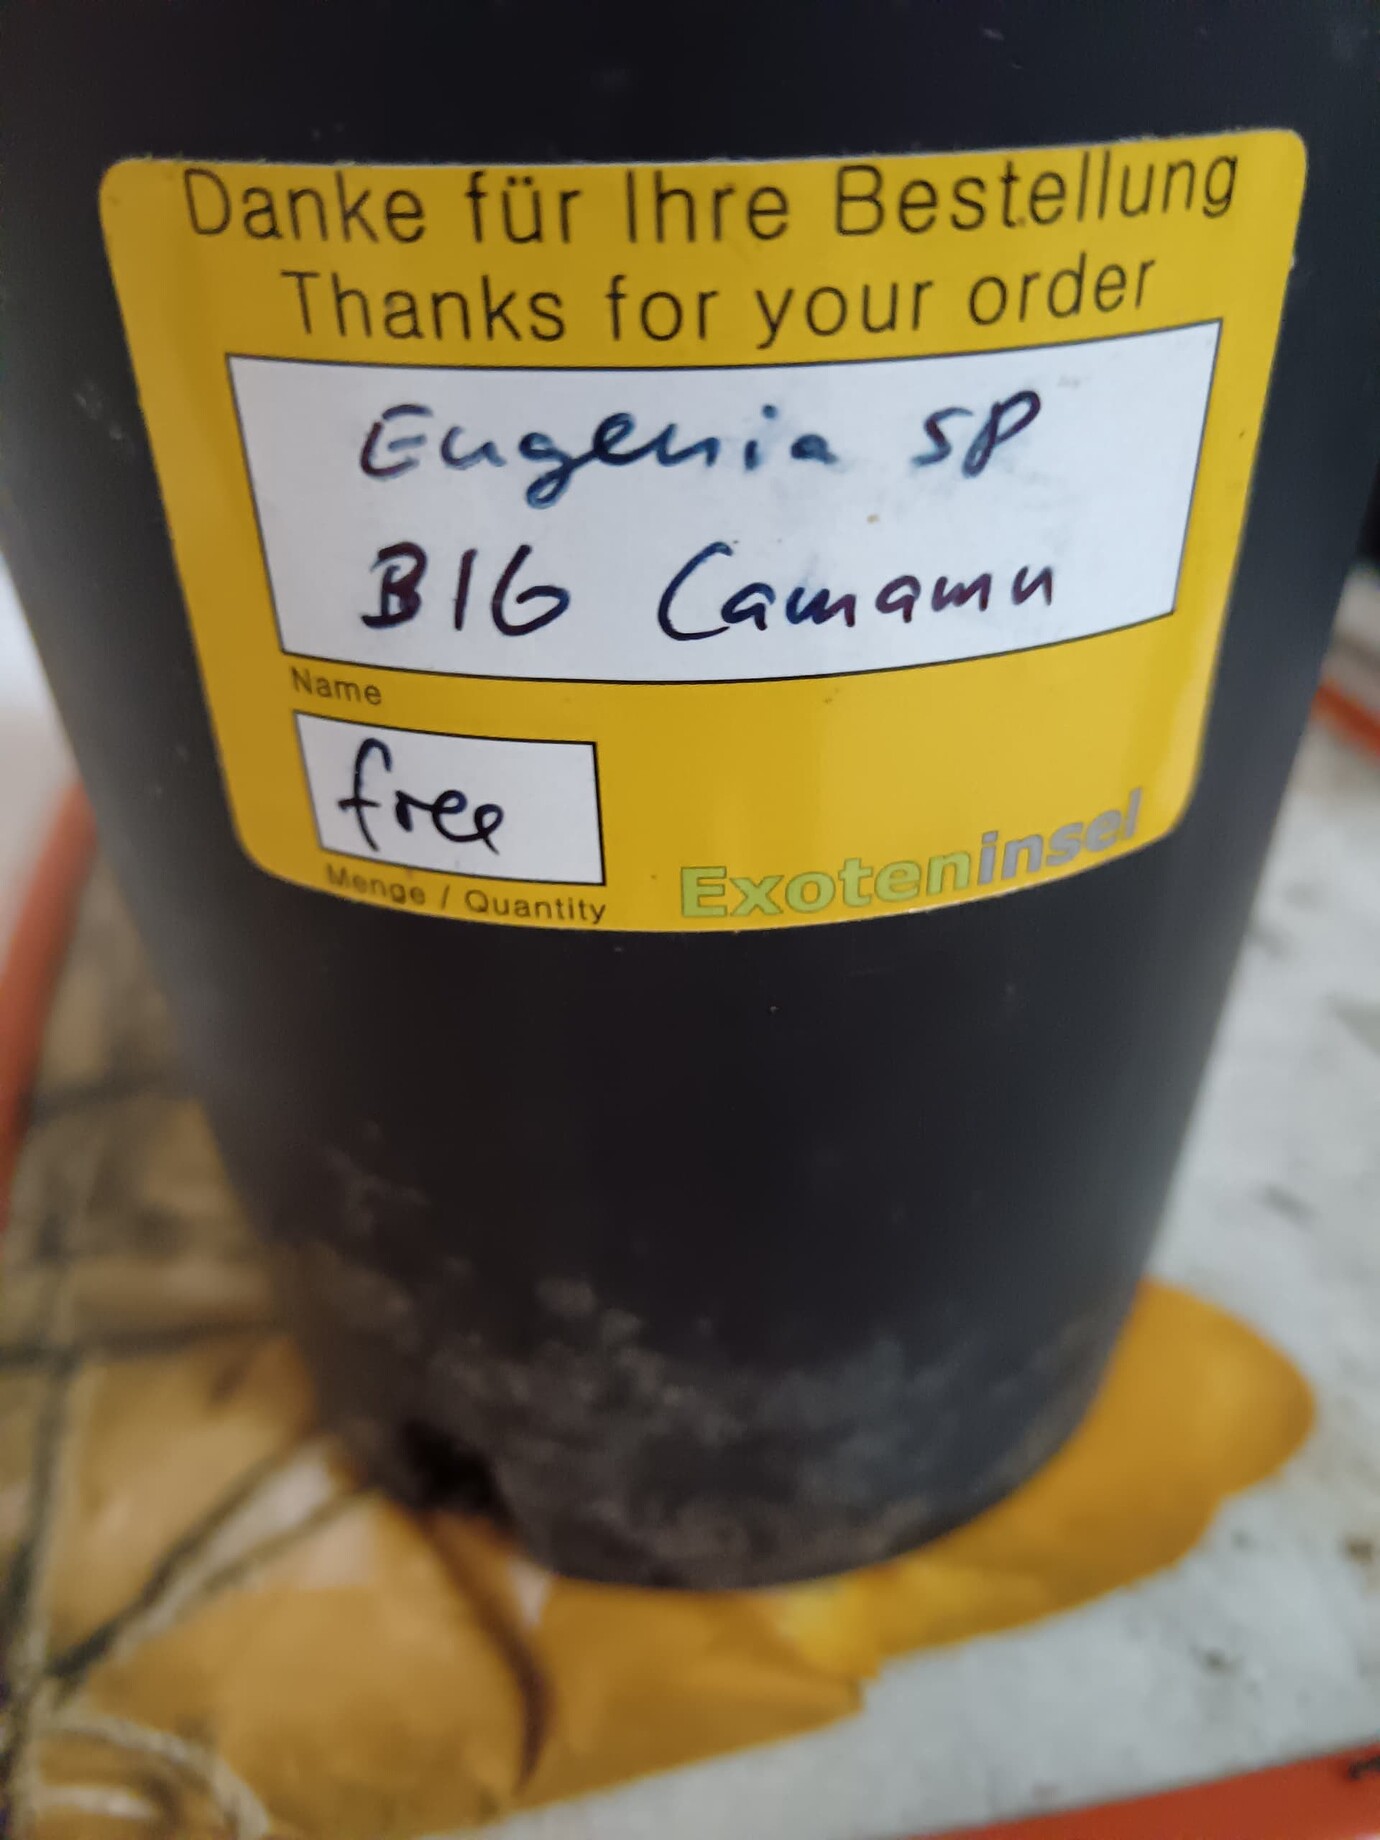 Danke für Ihre Bestellung
Thanks for your order
Eugenia SP
BIG Camamu
Name
free
Menge / Quantity
Exoteninsel